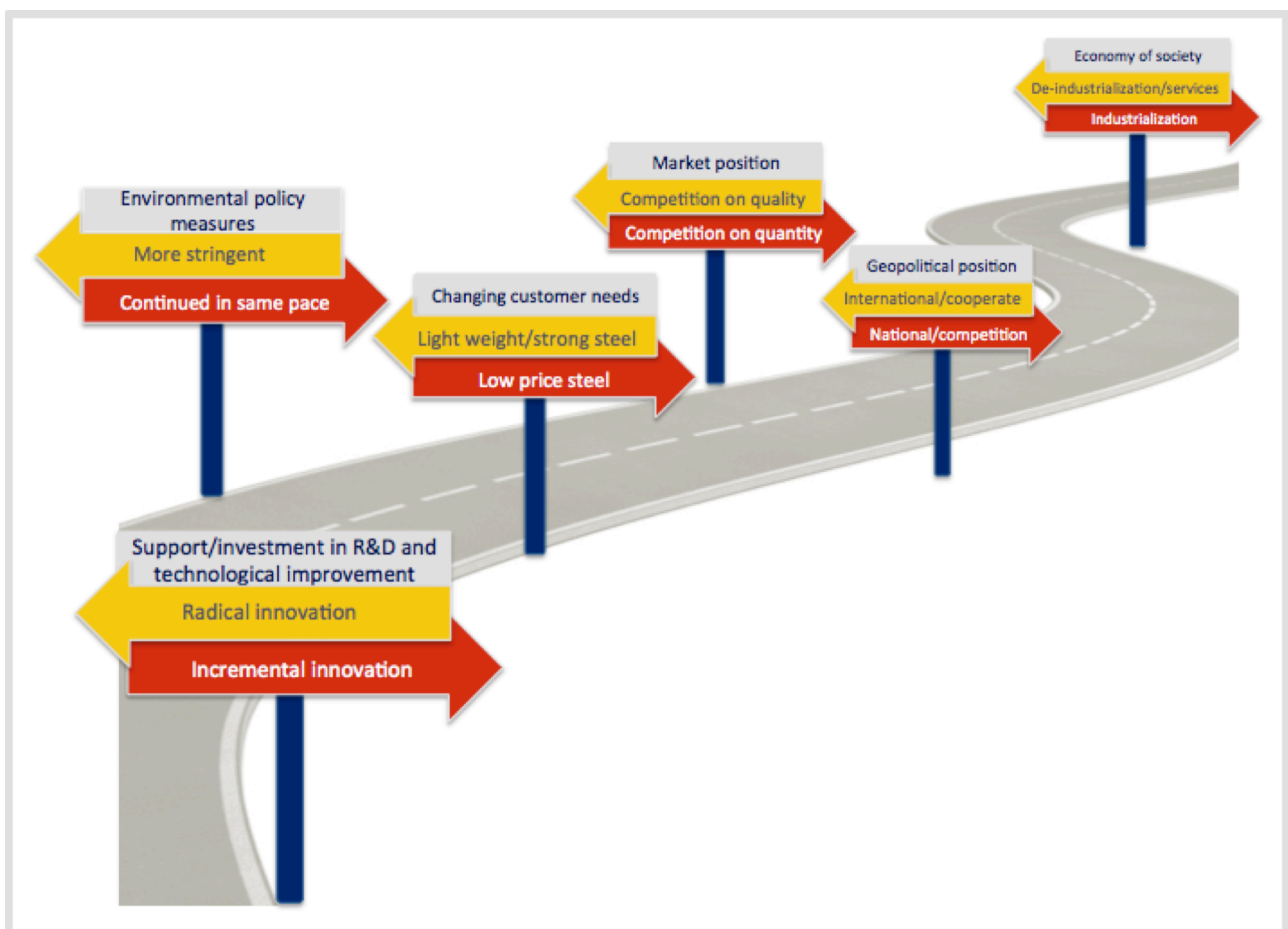 Economy of society
De-industrialization/services
Industrialization
Market position
Competition on quality
Competition on quantity
Environmental policy
measures
More stringent
Continued in same pace
Geopolitical position
International/cooperate
National/competition
Changing customer needs
Light weight/strong steel
Low price steel
Support/investment in R&D and
technological improvement
Radical innovation
Incremental innovation